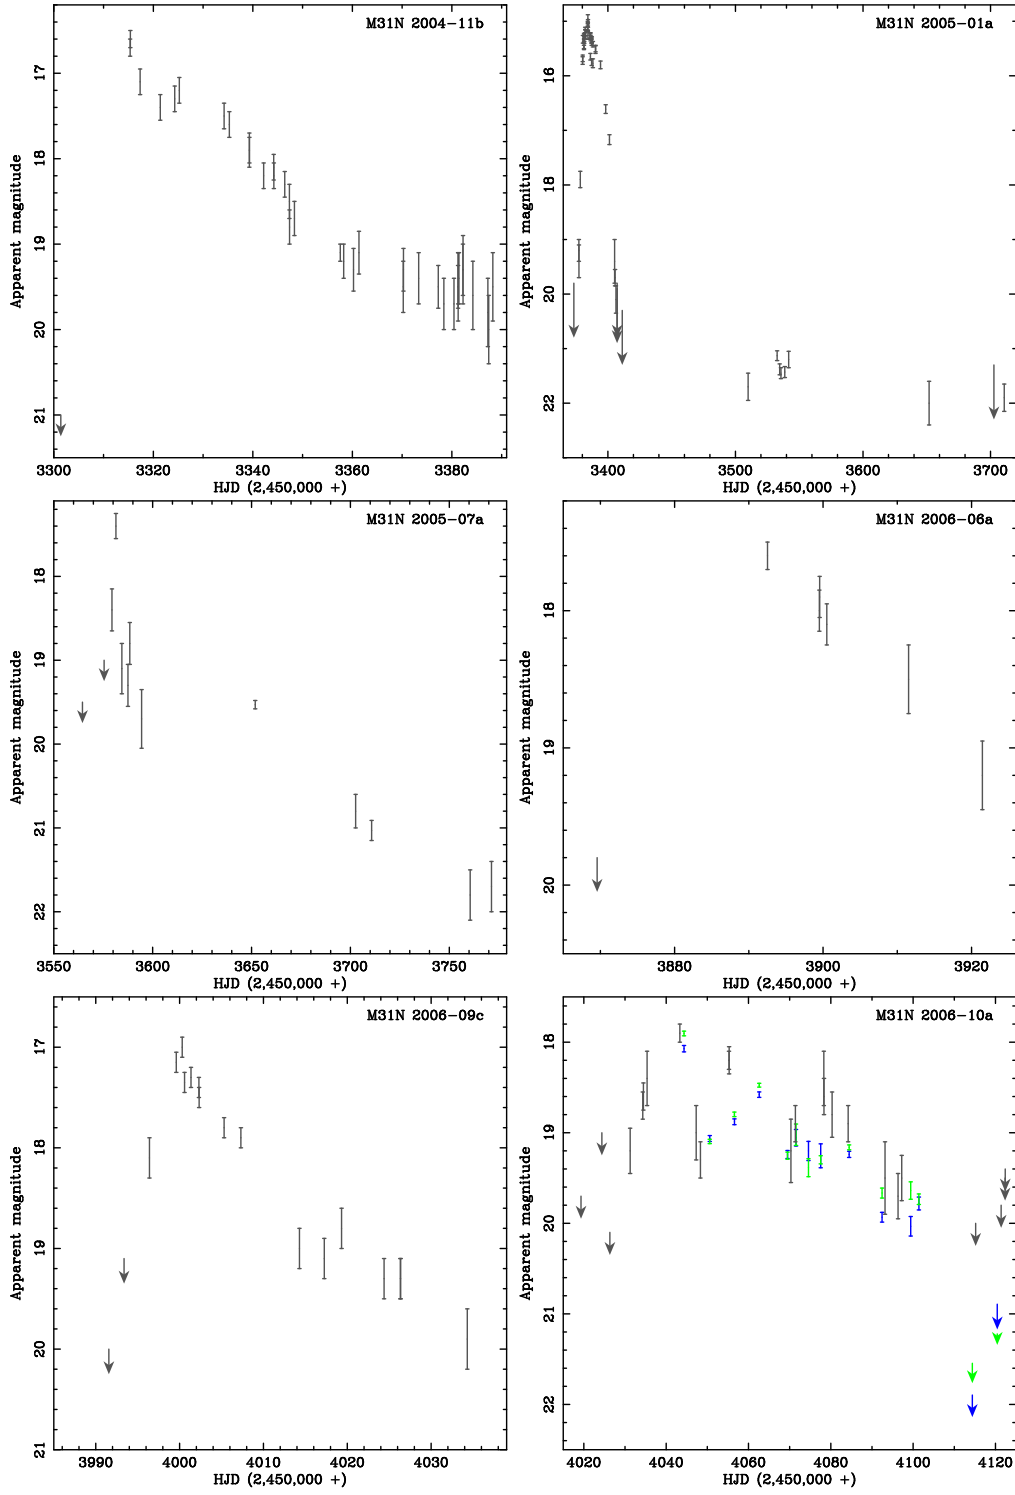 M31N 2004-11b
17
18
19
20
21
Apparent magnitude
3300 3320 3340 3360 3380
HJD (2,450,000 +)
M31N 2005-01a
16
18
20
22
Apparent magnitude
3400 3500 3600 3700
HJD (2,450,000 +)
M31N 2005-07a
18
19
20
21
22
Apparent magnitude
3550 3600 3650 3700 3750
HJD (2,450,000 +)
M31N 2006-06a
18
19
20
Apparent magnitude
3880 3900 3920
HJD (2,450,000 +)
M31N 2006-09c
17
18
19
20
21
Apparent magnitude
3990 4000 4010 4020 4030
HJD (2,450,000 +)
M31N 2006-10a
18
19
20
21
22
Apparent magnitude
4020 4040 4060 4080 4100 4120
HJD (2,450,000 +)